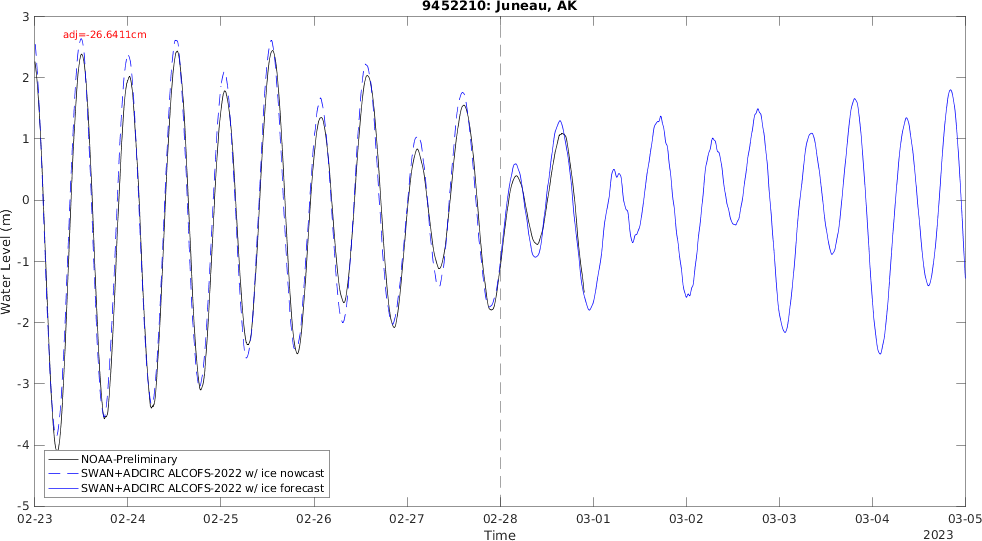 9452210: Juneau, AK
adj=-26.6411cm
3
2
1
0
-1
-2
-3
-4
-5
Water Level (m)
NOAA-Preliminary
SWAN+ADCIRC ALCOFS-2022 w/ ice nowcast
SWAN+ADCIRC ALCOFS-2022 w/ ice forecast
02-23 02-24 02-25 02-26 02-27 02-28 03-01 03-02 03-03 03-04 03-05
Time
2023